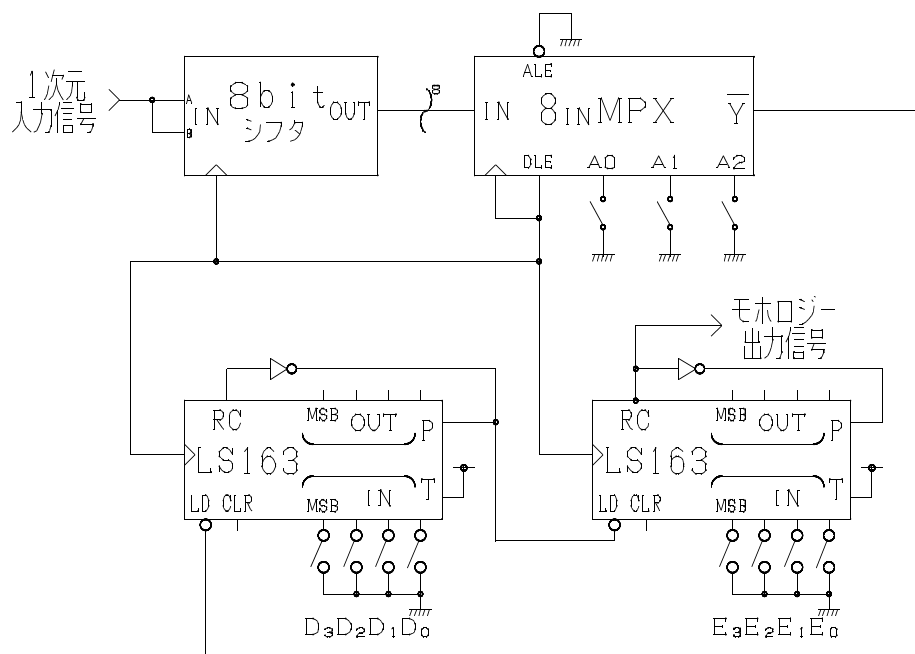 1次元
入力信号
A
B
IN
8bit
シフタ
OUT
8
ALE
IN
8INMPX
Y
DLE
A0
A1
A2
モホロジー
出力信号
RC
MSB
OUT
P
LS163
T
LD
CLR
MSB
IN
D3D2D1D0
RC
MSB
OUT
P
LS163
T
LD
CLR
MSB
IN
E3E2E1E0